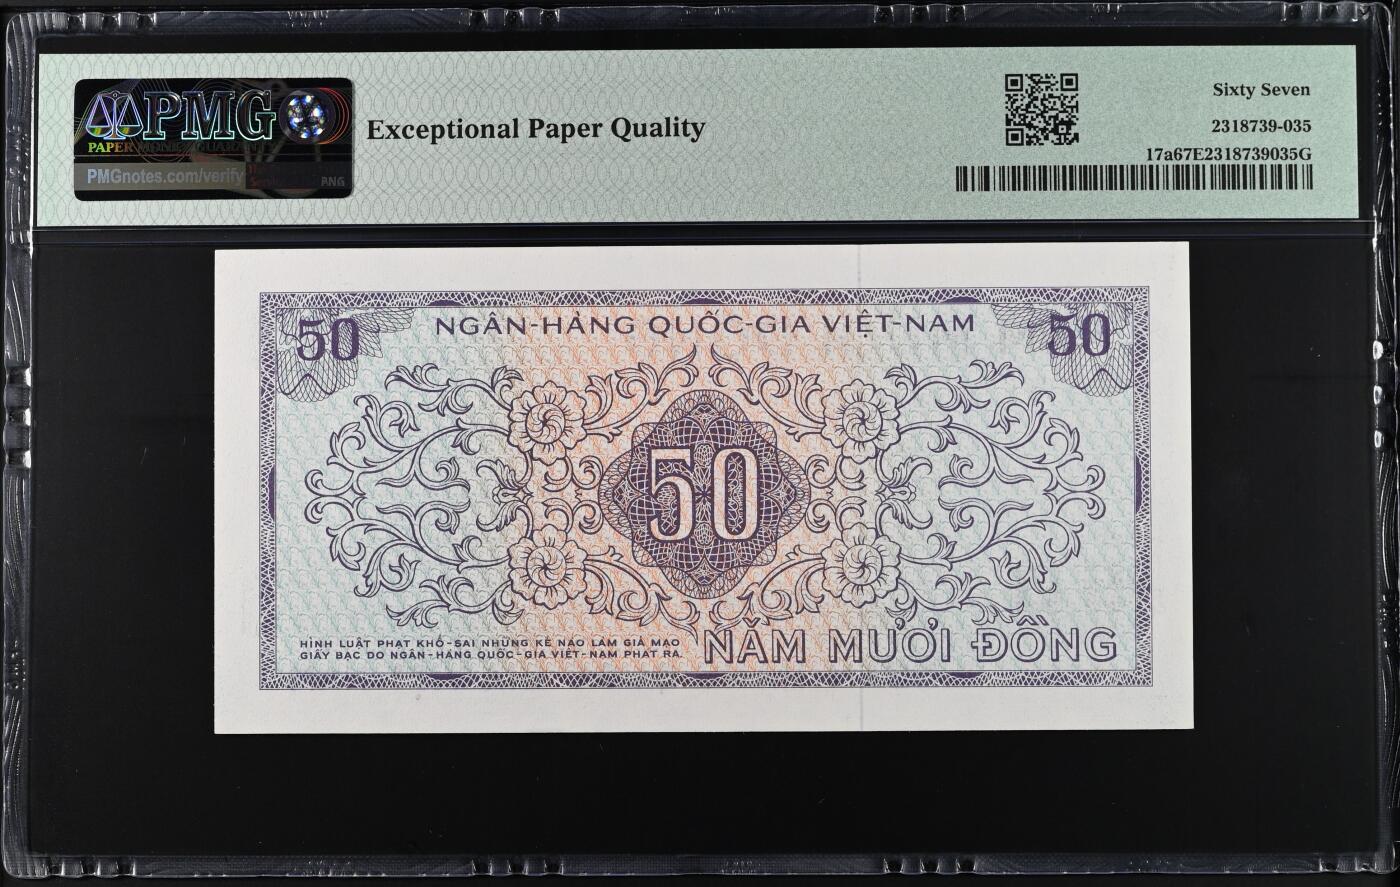 PMG
PAPER MONEY GUARANTY
PMGnotes.com/verify
PNG
Exceptional Paper Quality
Sixty Seven
2318739-035
17a67E2318739035G
50
NGÂN-HÀNG QUỐC-GIA VIỆT-NAM
50
50
HÌNH LUẬT PHẠT KHỔ-SAI NHỮNG KẺ NÀO LÀM GIẢ MẠO
GIẤY BẠC DO NGÂN-HÀNG QUỐC-GIA VIỆT-NAM PHÁT RA.
NĂM MƯƠI ĐỒNG